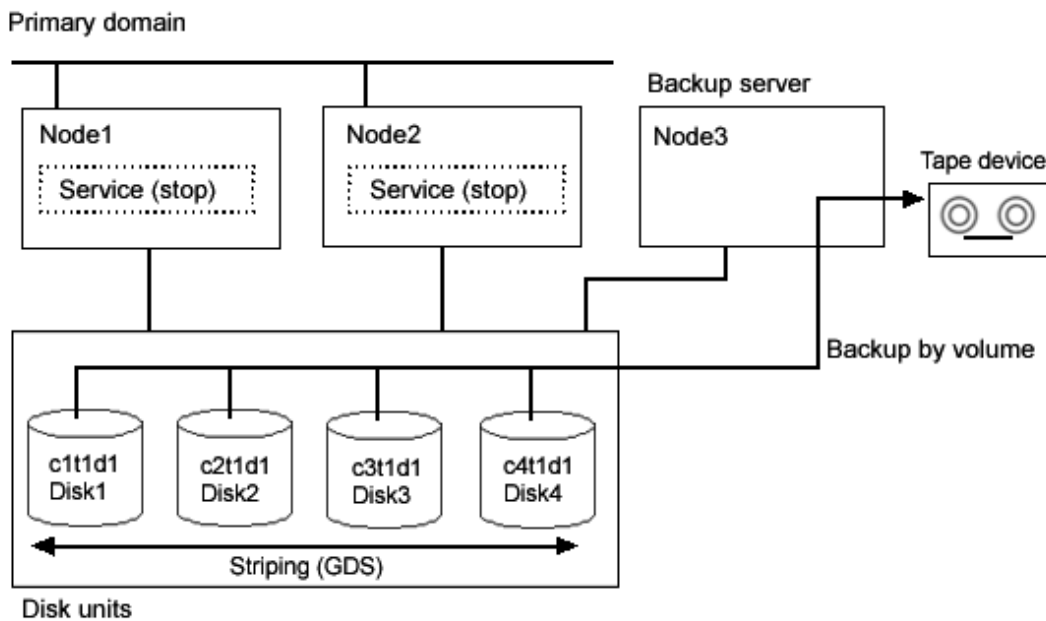 Primary domain
Backup server
Node1
Node2
Node3
Service (stop)
Service (stop)
Tape device
Backup by volume
c1t1d1
Disk1
c2t1d1
Disk2
c3t1d1
Disk3
c4t1d1
Disk4
Striping (GDS)
Disk units